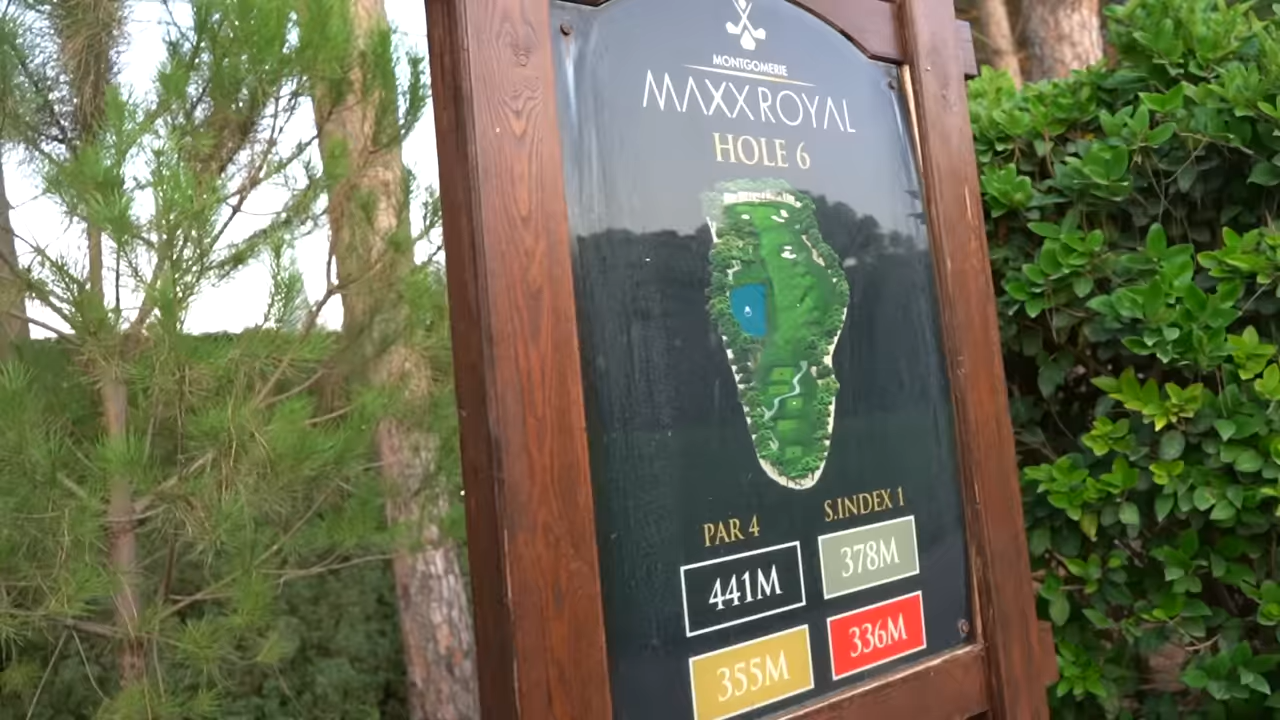 MONTGOMERIE
MAXX ROYAL
HOLE 6
PAR 4
S.INDEX 1
441M
378M
355M
336M